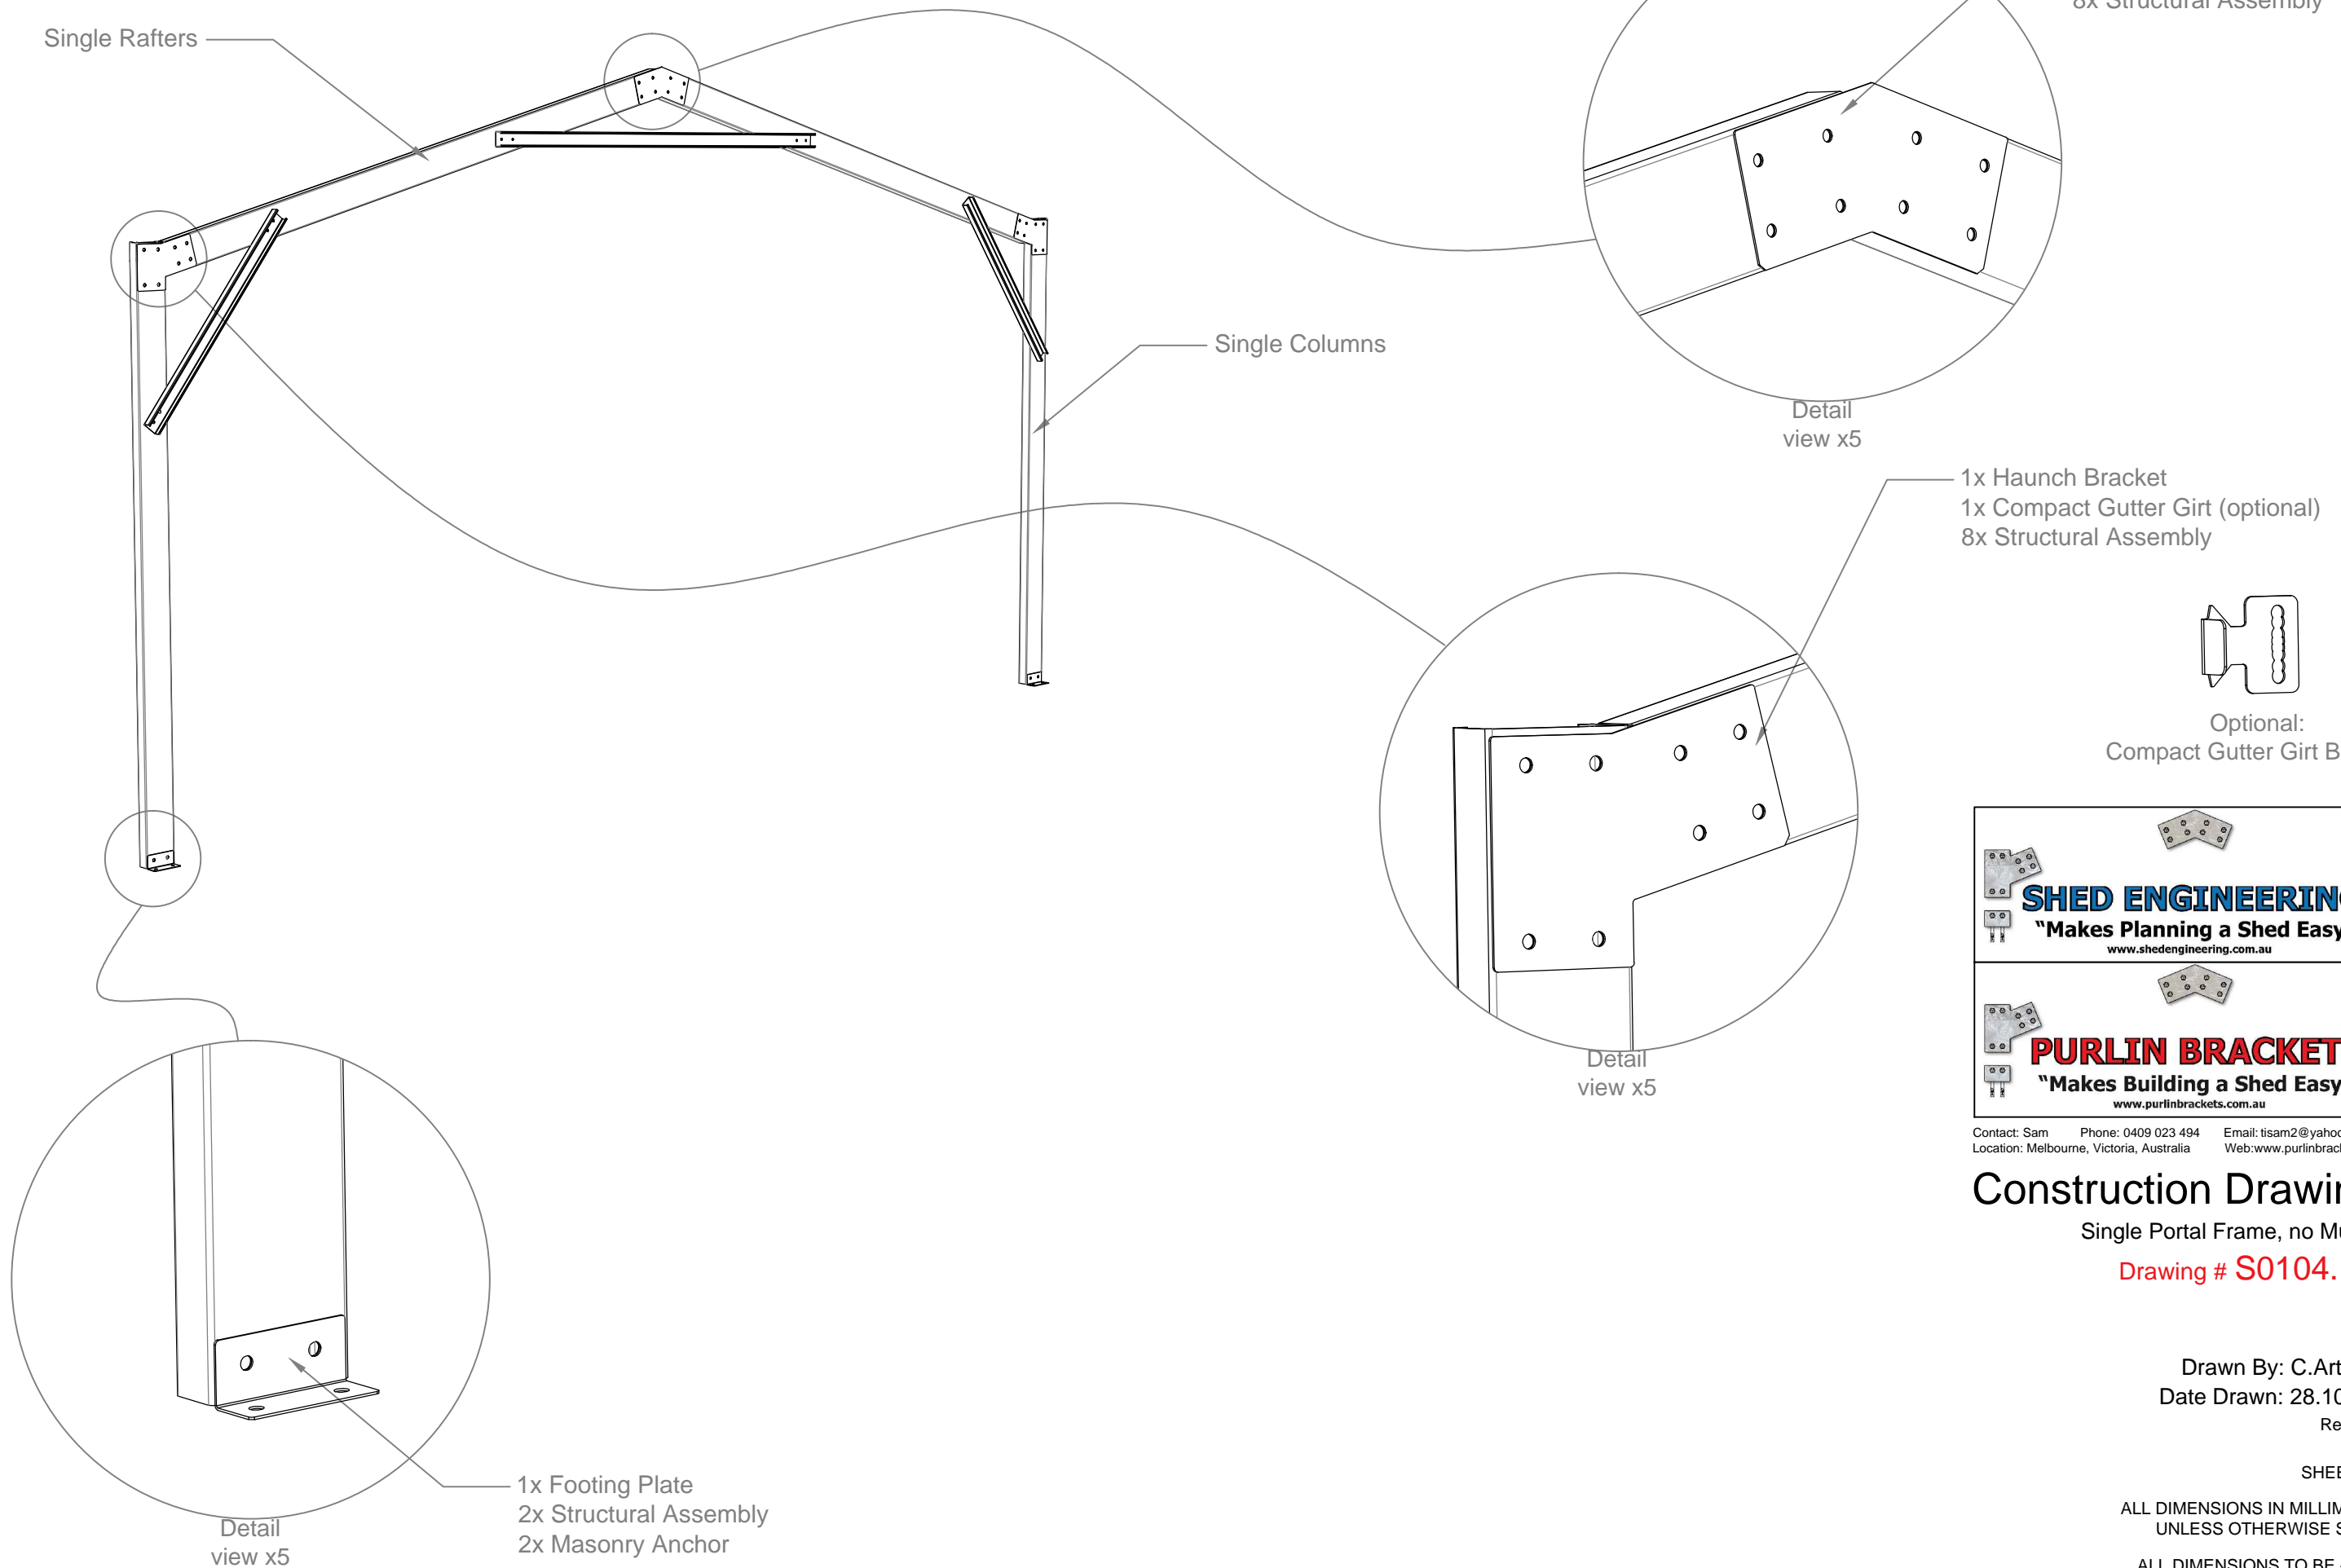 8x Structural Assembly
Single Rafters
Single Columns
Detail
view x5
1x Haunch Bracket
1x Compact Gutter Girt (optional)
8x Structural Assembly
Optional:
Compact Gutter Girt B
SHED ENGINEERING
"Makes Planning a Shed Easy
www.shedengineering.com.au
PURLIN BRACKET
"Makes Building a Shed Easy
www.purlinbrackets.com.au
Contact: Sam Phone: 0409 023 494 Email: tisam2@yahoo
Location: Melbourne, Victoria, Australia Web:www.purlinbrack
Construction Drawin
Single Portal Frame, no Mu
Drawing # S0104.
Detail
view x5
Drawn By: C.Art
Date Drawn: 28.10
Re
SHEE
ALL DIMENSIONS IN MILLIM
UNLESS OTHERWISE S
ALL DIMENSIONS TO BE
1x Footing Plate
2x Structural Assembly
2x Masonry Anchor
Detail
view x5